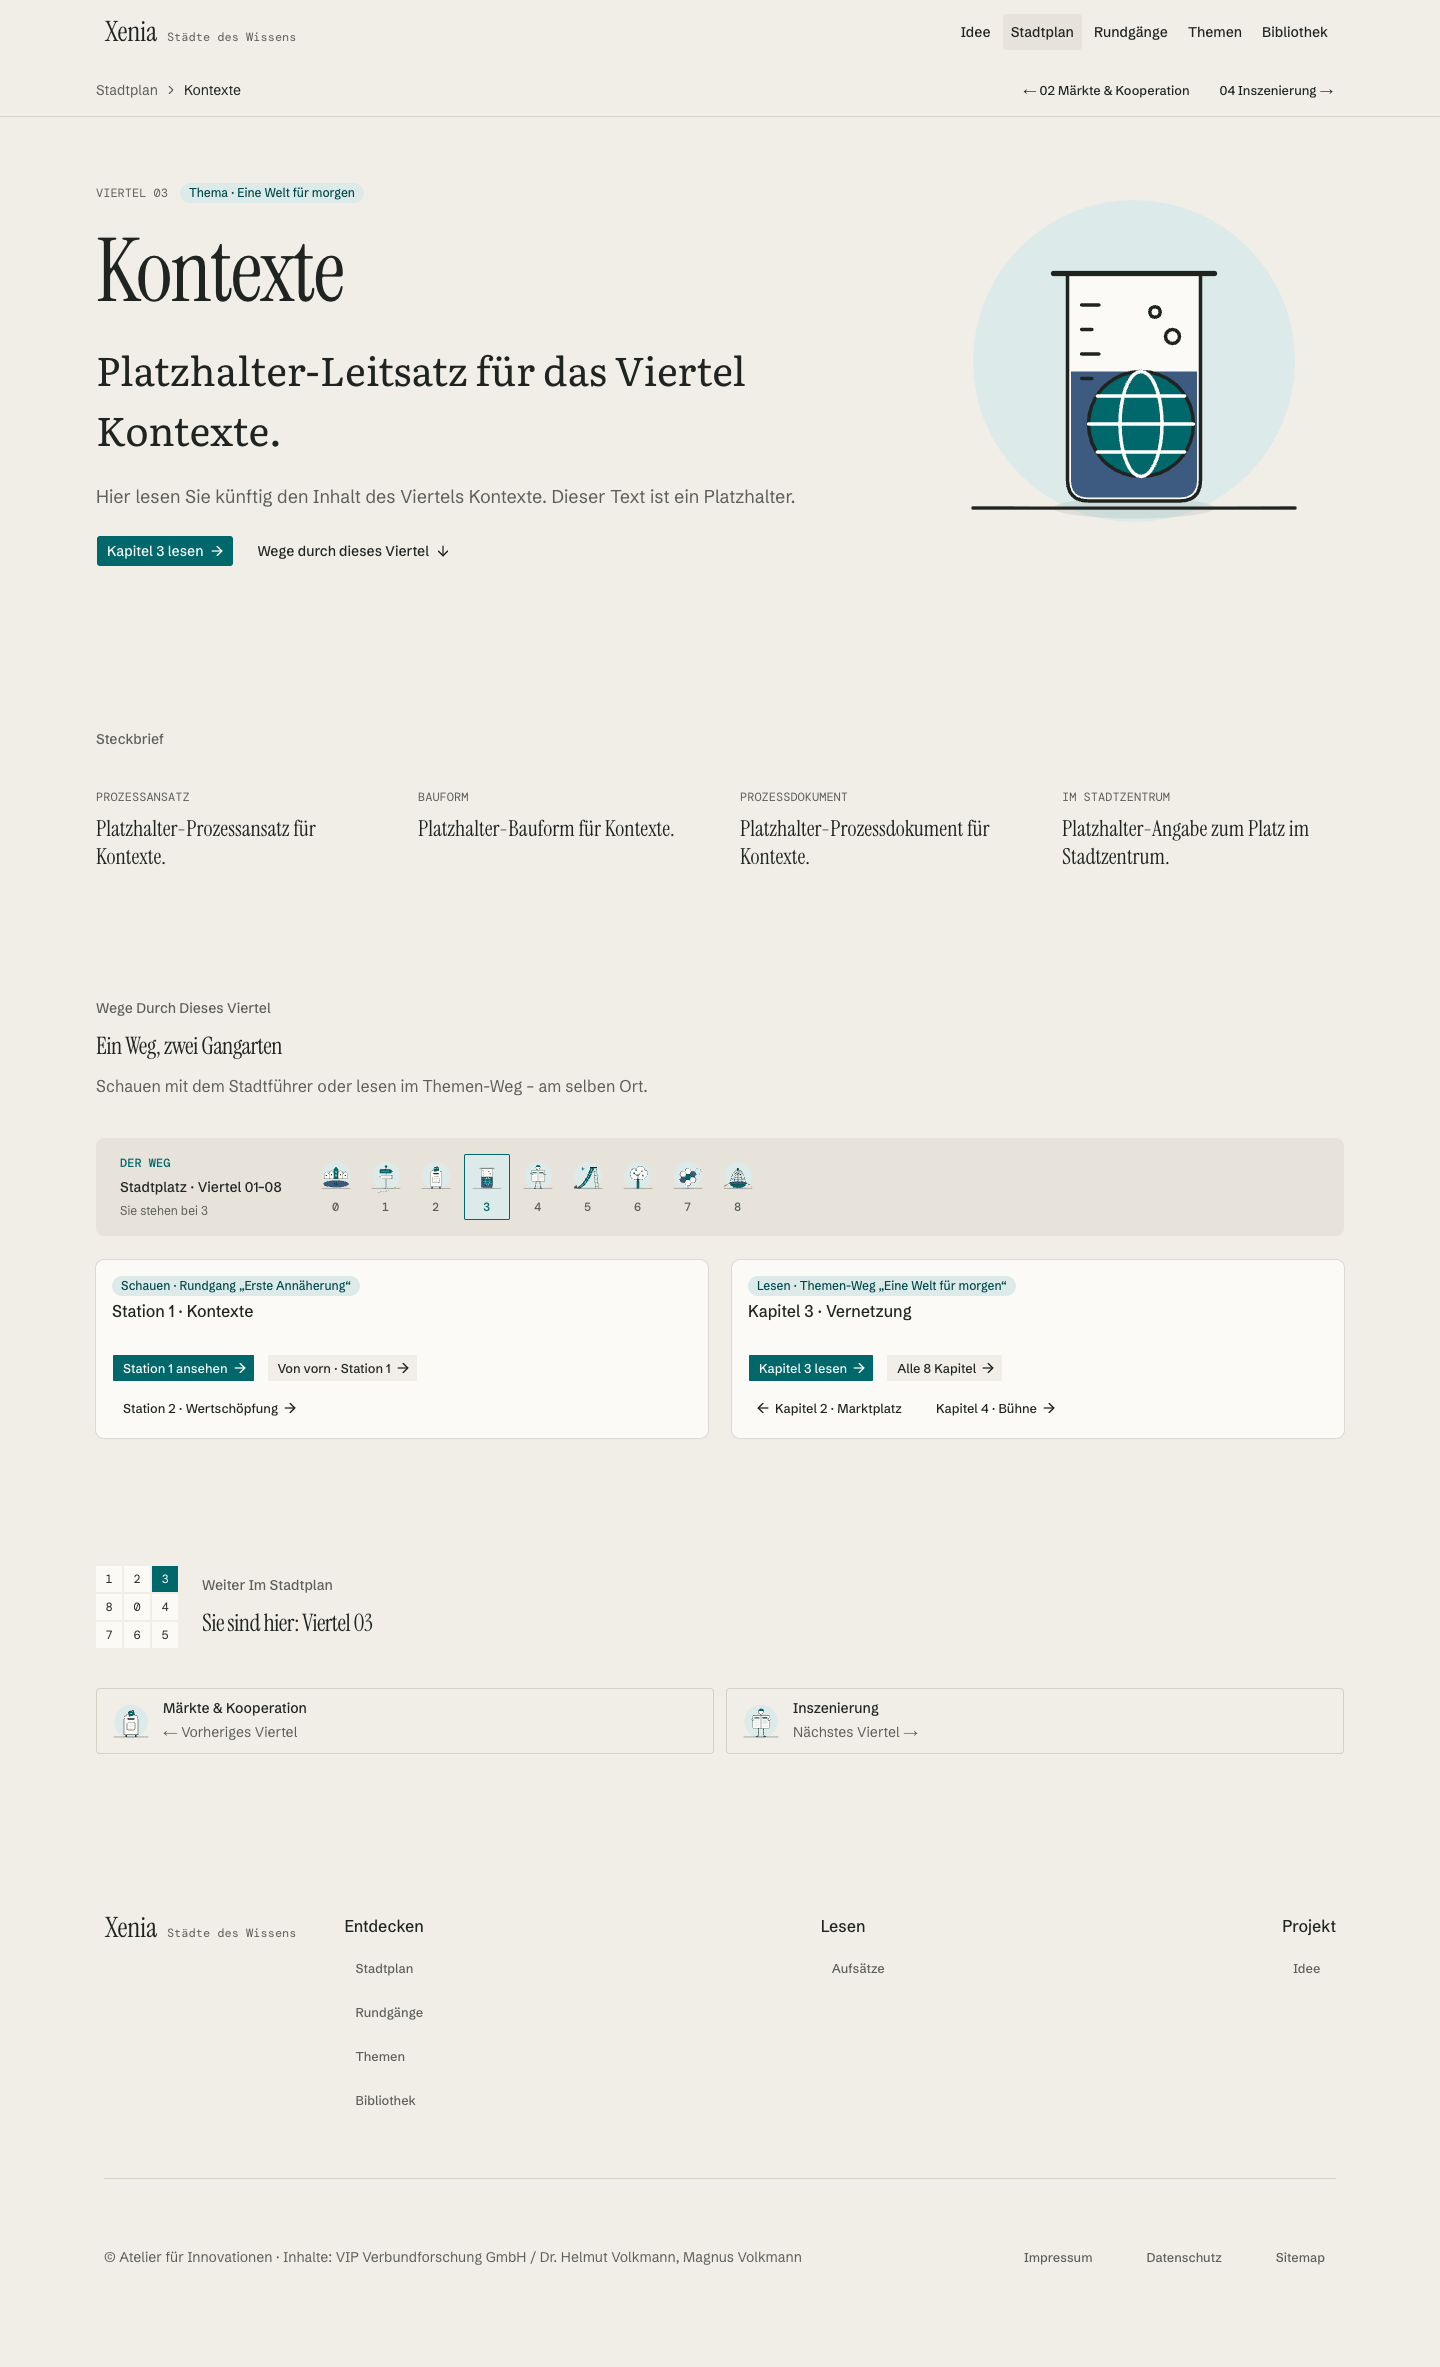 Xenia Städte des Wissens
Idee Stadtplan Rundgänge Themen Bibliothek
Stadtplan > Kontexte
← 02 Märkte & Kooperation 04 Inszenierung →
VIERTEL 03 Thema · Eine Welt für morgen
Kontexte
Platzhalter-Leitsatz für das Viertel
Kontexte.
Hier lesen Sie künftig den Inhalt des Viertels Kontexte. Dieser Text ist ein Platzhalter.
Kapitel 3 lesen → Wege durch dieses Viertel ↓
Steckbrief
PROZESSANSATZ
Platzhalter-Prozessansatz für
Kontexte.
BAUFORM
Platzhalter-Bauform für Kontexte.
PROZESSDOKUMENT
Platzhalter-Prozessdokument für
Kontexte.
IM STADTZENTRUM
Platzhalter-Angabe zum Platz im
Stadtzentrum.
Wege Durch Dieses Viertel
Ein Weg, zwei Gangarten
Schauen mit dem Stadtführer oder lesen im Themen-Weg – am selben Ort.
DER WEG
Stadtplatz · Viertel 01–08
Sie stehen bei 3
0 1 2 3 4 5 6 7 8
Schauen · Rundgang „Erste Annäherung“
Station 1 · Kontexte
Station 1 ansehen → Von vorn · Station 1 →
Station 2 · Wertschöpfung →
Lesen · Themen-Weg „Eine Welt für morgen“
Kapitel 3 · Vernetzung
Kapitel 3 lesen → Alle 8 Kapitel →
← Kapitel 2 · Marktplatz Kapitel 4 · Bühne →
1 2 3
8 0 4
7 6 5
Weiter Im Stadtplan
Sie sind hier: Viertel 03
Märkte & Kooperation
← Vorheriges Viertel
Inszenierung
Nächstes Viertel →
Xenia Städte des Wissens
Entdecken
Stadtplan
Rundgänge
Themen
Bibliothek
Lesen
Aufsätze
Projekt
Idee
© Atelier für Innovationen · Inhalte: VIP Verbundforschung GmbH / Dr. Helmut Volkmann, Magnus Volkmann
Impressum Datenschutz Sitemap